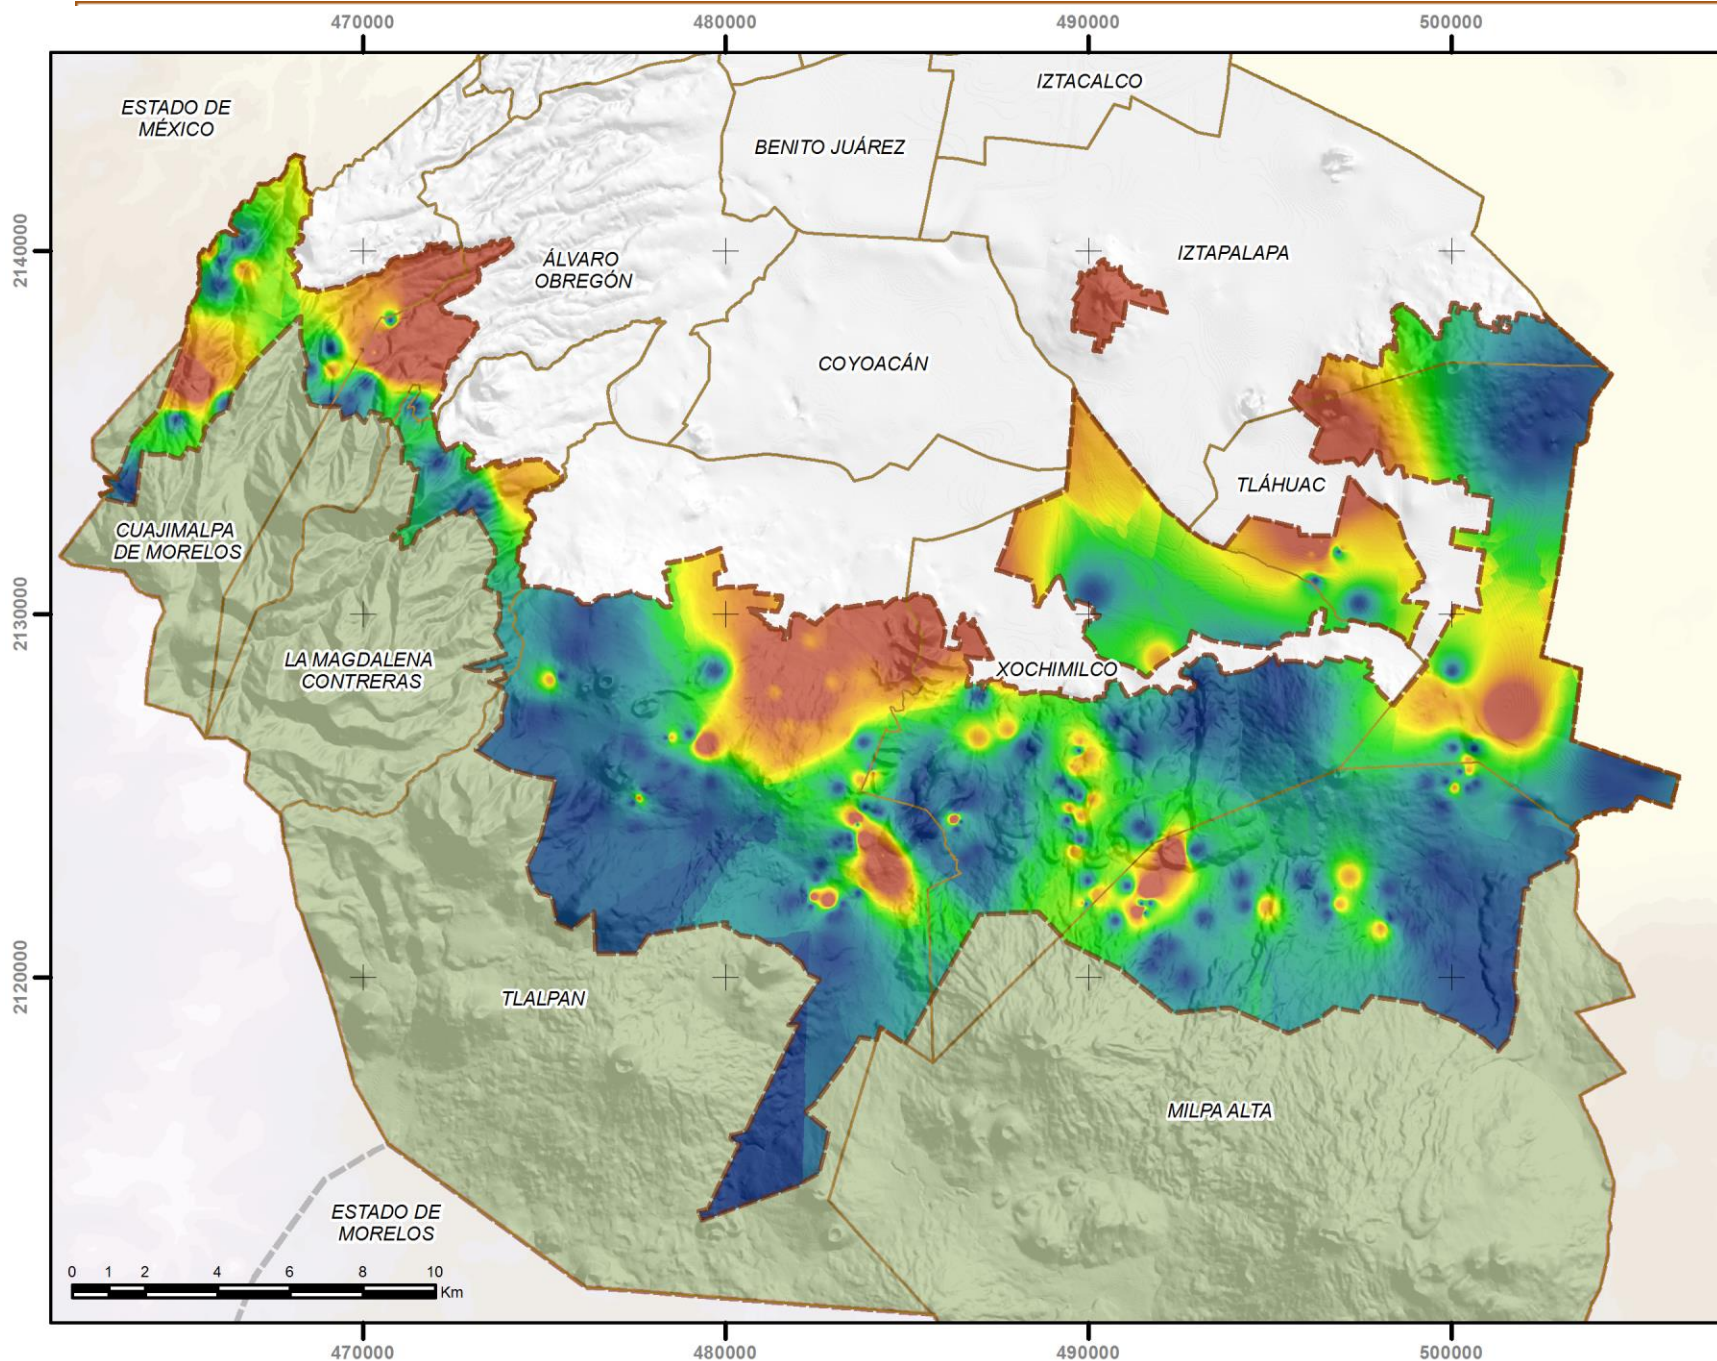 470000
480000
490000
500000
ESTADO DE
MÉXICO
IZTACALCO
BENITO JUÁREZ
2140000
ÁLVARO
OBREGÓN
IZTAPALAPA
COYOACÁN
TLÁHUAC
CUAJIMALPA
DE MORELOS
2130000
LA MAGDALENA
CONTRERAS
XOCHIMILCO
2120000
TLALPAN
MILPA ALTA
ESTADO DE
MORELOS
0 1 2 4 6 8 10
Km
470000
480000
490000
500000